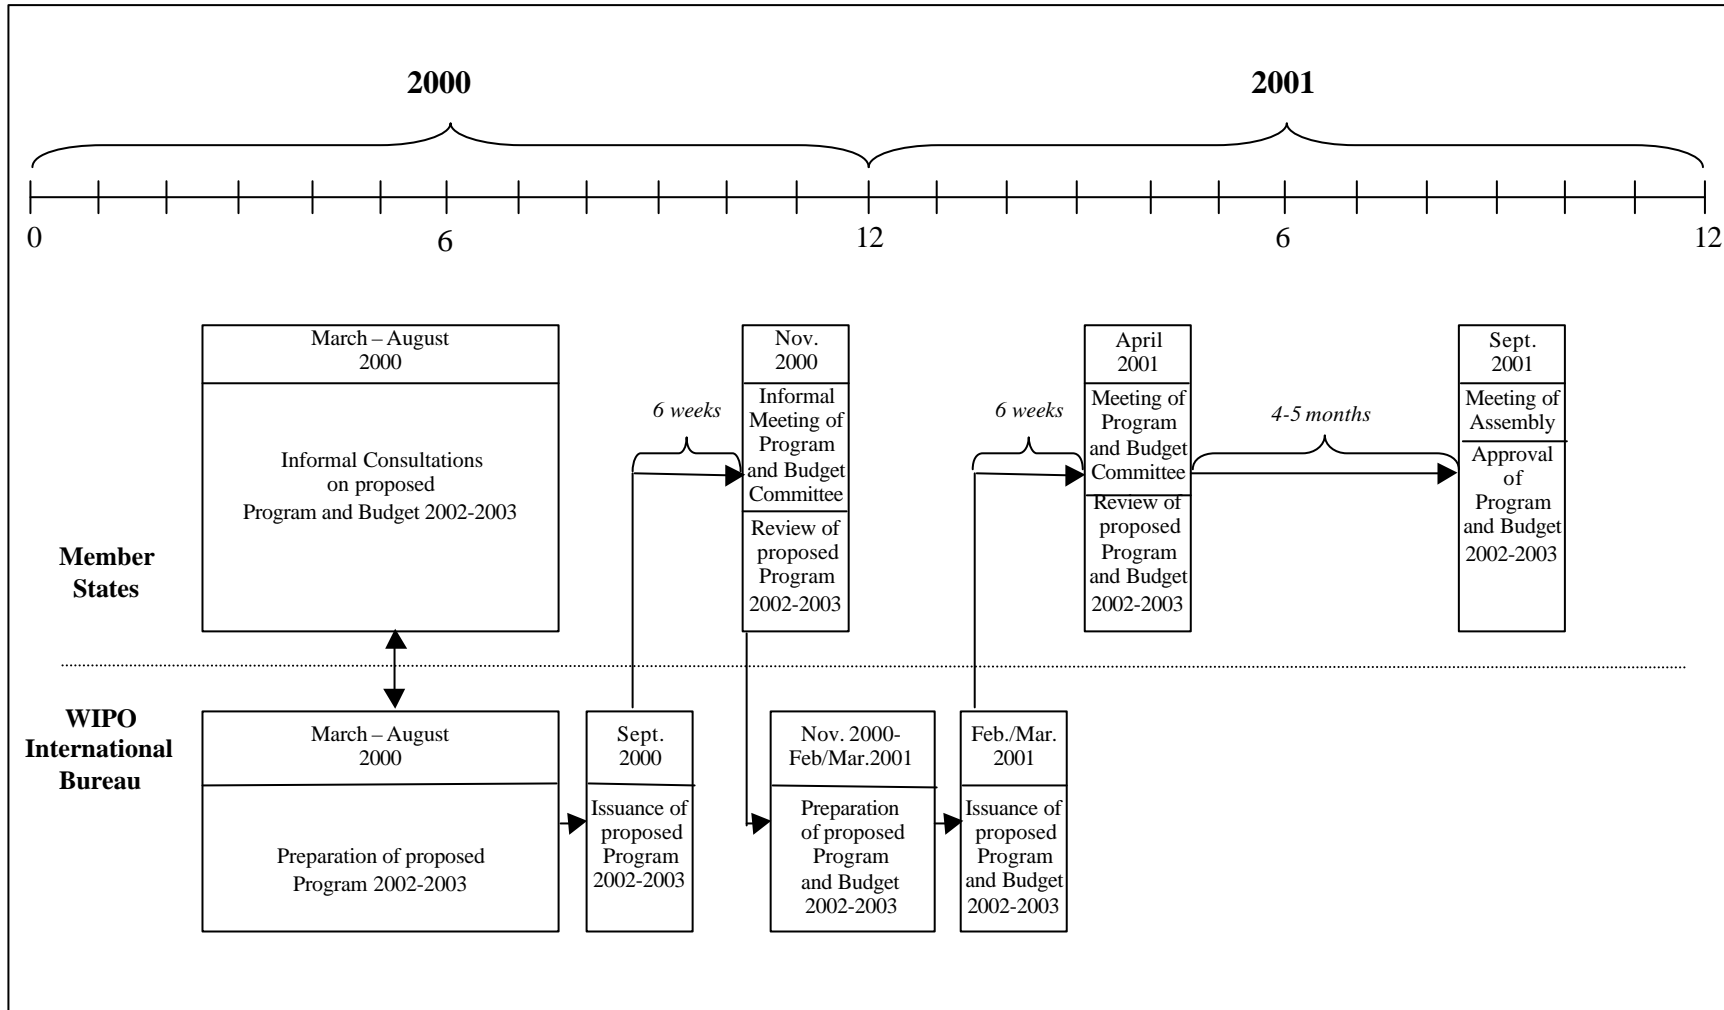 2000
2001
0
6
12
6
12
March – August
2000
Informal Consultations
on proposed
Program and Budget 2002-2003
6 weeks
Nov.
2000
Informal
Meeting of
Program
and Budget
Committee
Review of
proposed
Program
2002-2003
6 weeks
April
2001
Meeting of
Program
and Budget
Committee
Review of
proposed
Program
and Budget
2002-2003
4-5 months
Sept.
2001
Meeting of
Assembly
Approval
of
Program
and Budget
2002-2003
Member
States
WIPO
International
Bureau
March – August
2000
Preparation of proposed
Program 2002-2003
Sept.
2000
Issuance of
proposed
Program
2002-2003
Nov. 2000-
Feb/Mar.2001
Preparation
of proposed
Program
and Budget
2002-2003
Feb./Mar.
2001
Issuance of
proposed
Program
and Budget
2002-2003